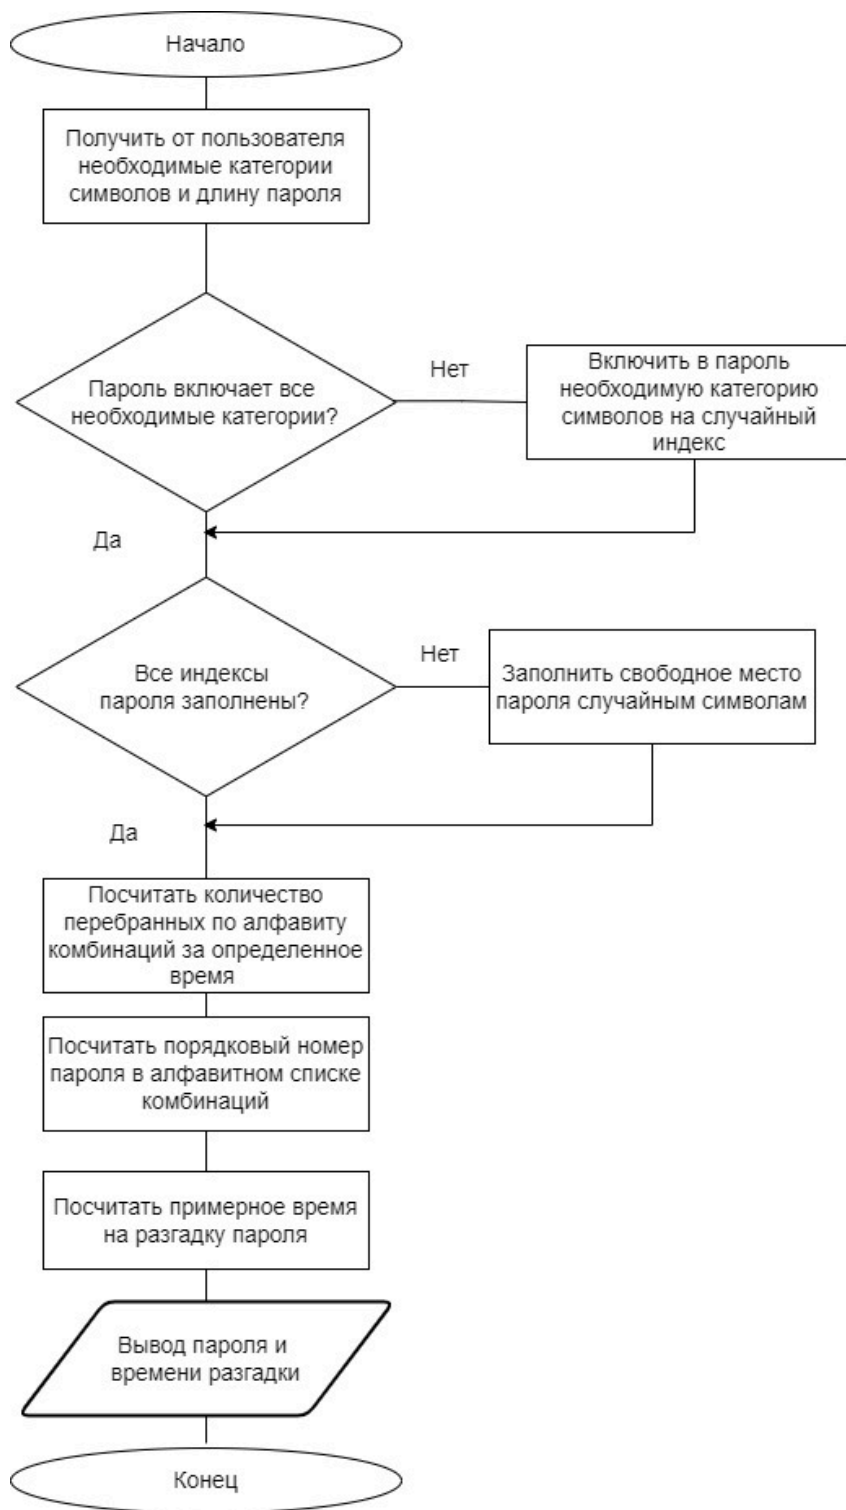 Начало
Получить от пользователя
необходимые категории
символов и длину пароля
Пароль включает все
необходимые категории?
Нет
Включить в пароль
необходимую категорию
символов на случайный
индекс
Да
Все индексы
пароля заполнены?
Нет
Заполнить свободное место
пароля случайным символам
Да
Посчитать количество
перебранных по алфавиту
комбинаций за определенное
время
Посчитать порядковый номер
пароля в алфавитном списке
комбинаций
Посчитать примерное время
на разгадку пароля
Вывод пароля и
времени разгадки
Конец